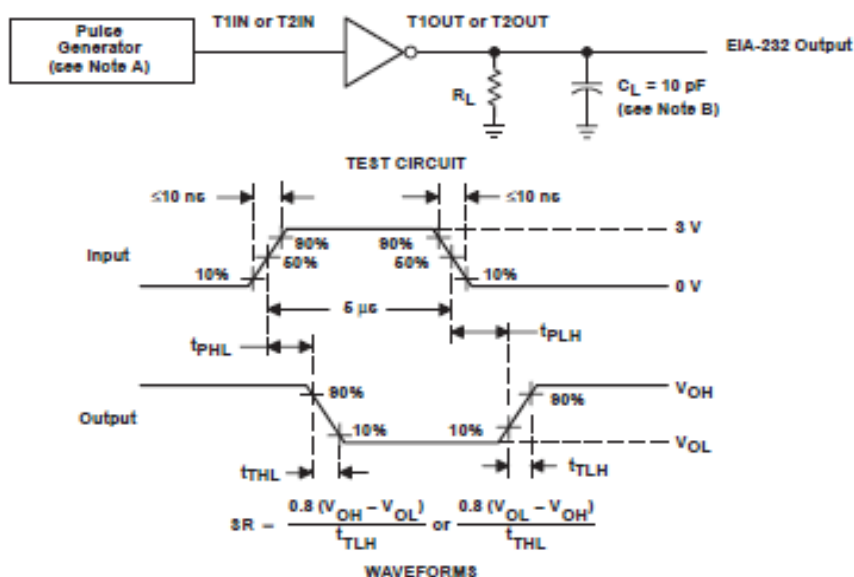 Pulse
Generator
(see Note A)
T1IN or T2IN
T1OUT or T2OUT
EIA-232 Output
RL
CL = 10 pF
(see Note B)
TEST CIRCUIT
≤10 ns
≤10 ns
Input
10%
50%
90%
90%
50%
10%
3 V
0 V
5 μs
tPHL
tPLH
Output
90%
10%
10%
90%
VOH
VOL
tTHL
tTLH
SR = 0.8 (VOH – VOL) / tTLH or 0.8 (VOL – VOH) / tTHL
WAVEFORMS